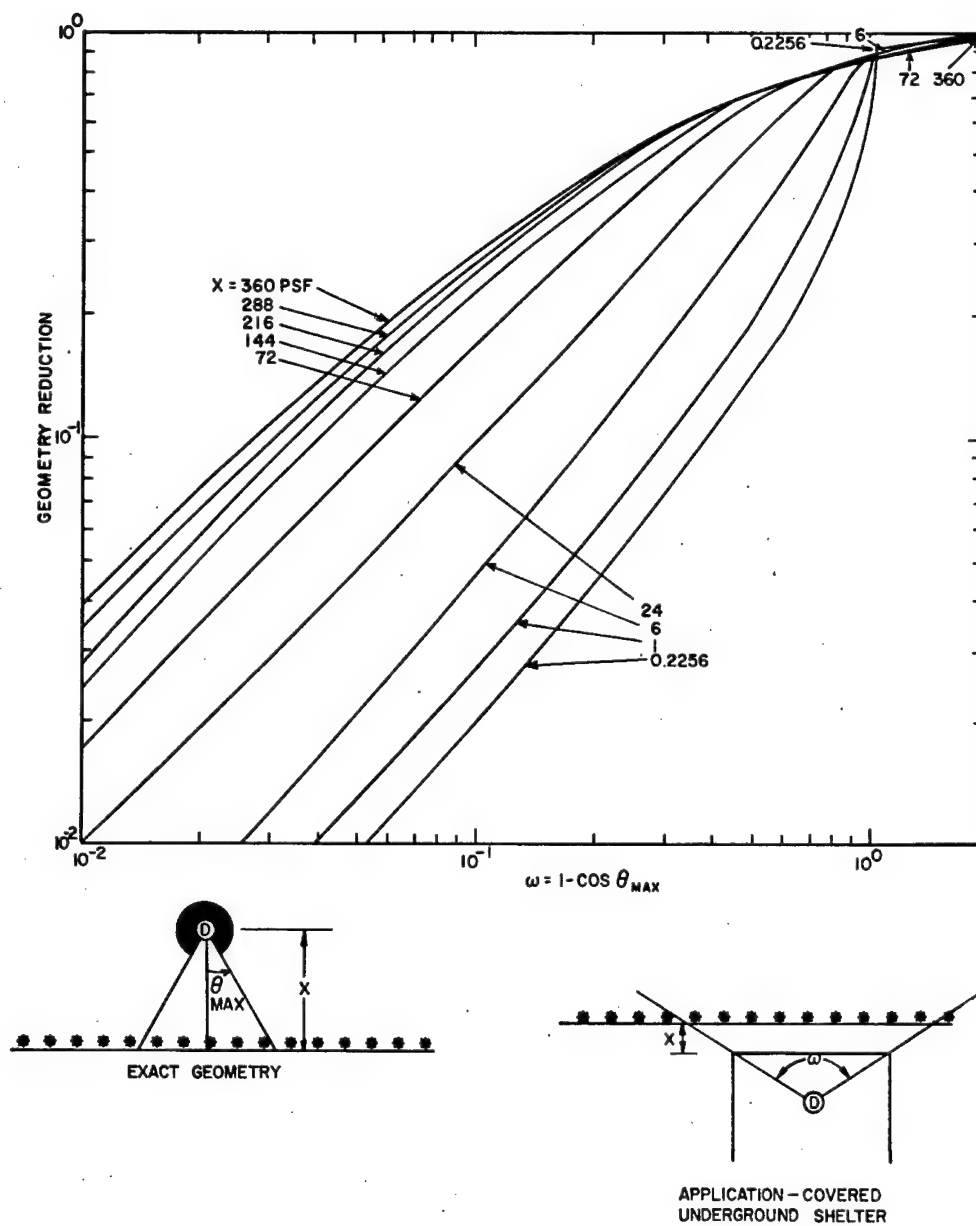 10⁰
0.2256
6
72 360
X = 360 PSF
288
216
144
72
GEOMETRY REDUCTION
10⁻¹
24
6
1
0.2256
10⁻²
10⁻²
10⁻¹
10⁰
ω = 1 - COS θ MAX
D
θ
MAX
X
EXACT GEOMETRY
X
ω
D
APPLICATION - COVERED
UNDERGROUND SHELTER